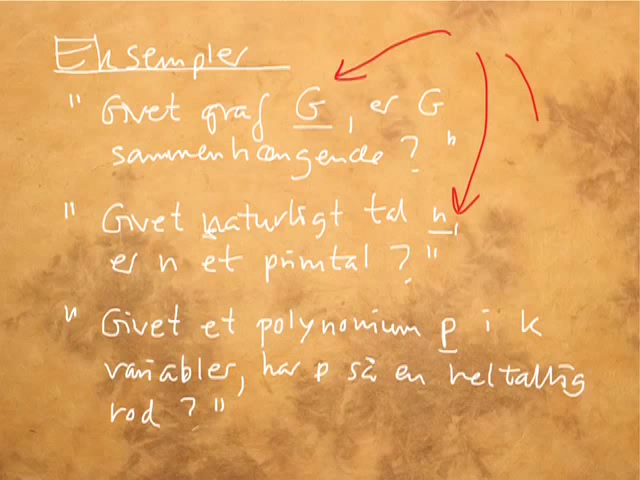 Eksempler
"Givet graf G, er G
sammenhængende?"
"Givet naturligt tal n,
er n et primtal?"
"Givet et polynomium p i k
variabler, har p så en heltallig
rod?"